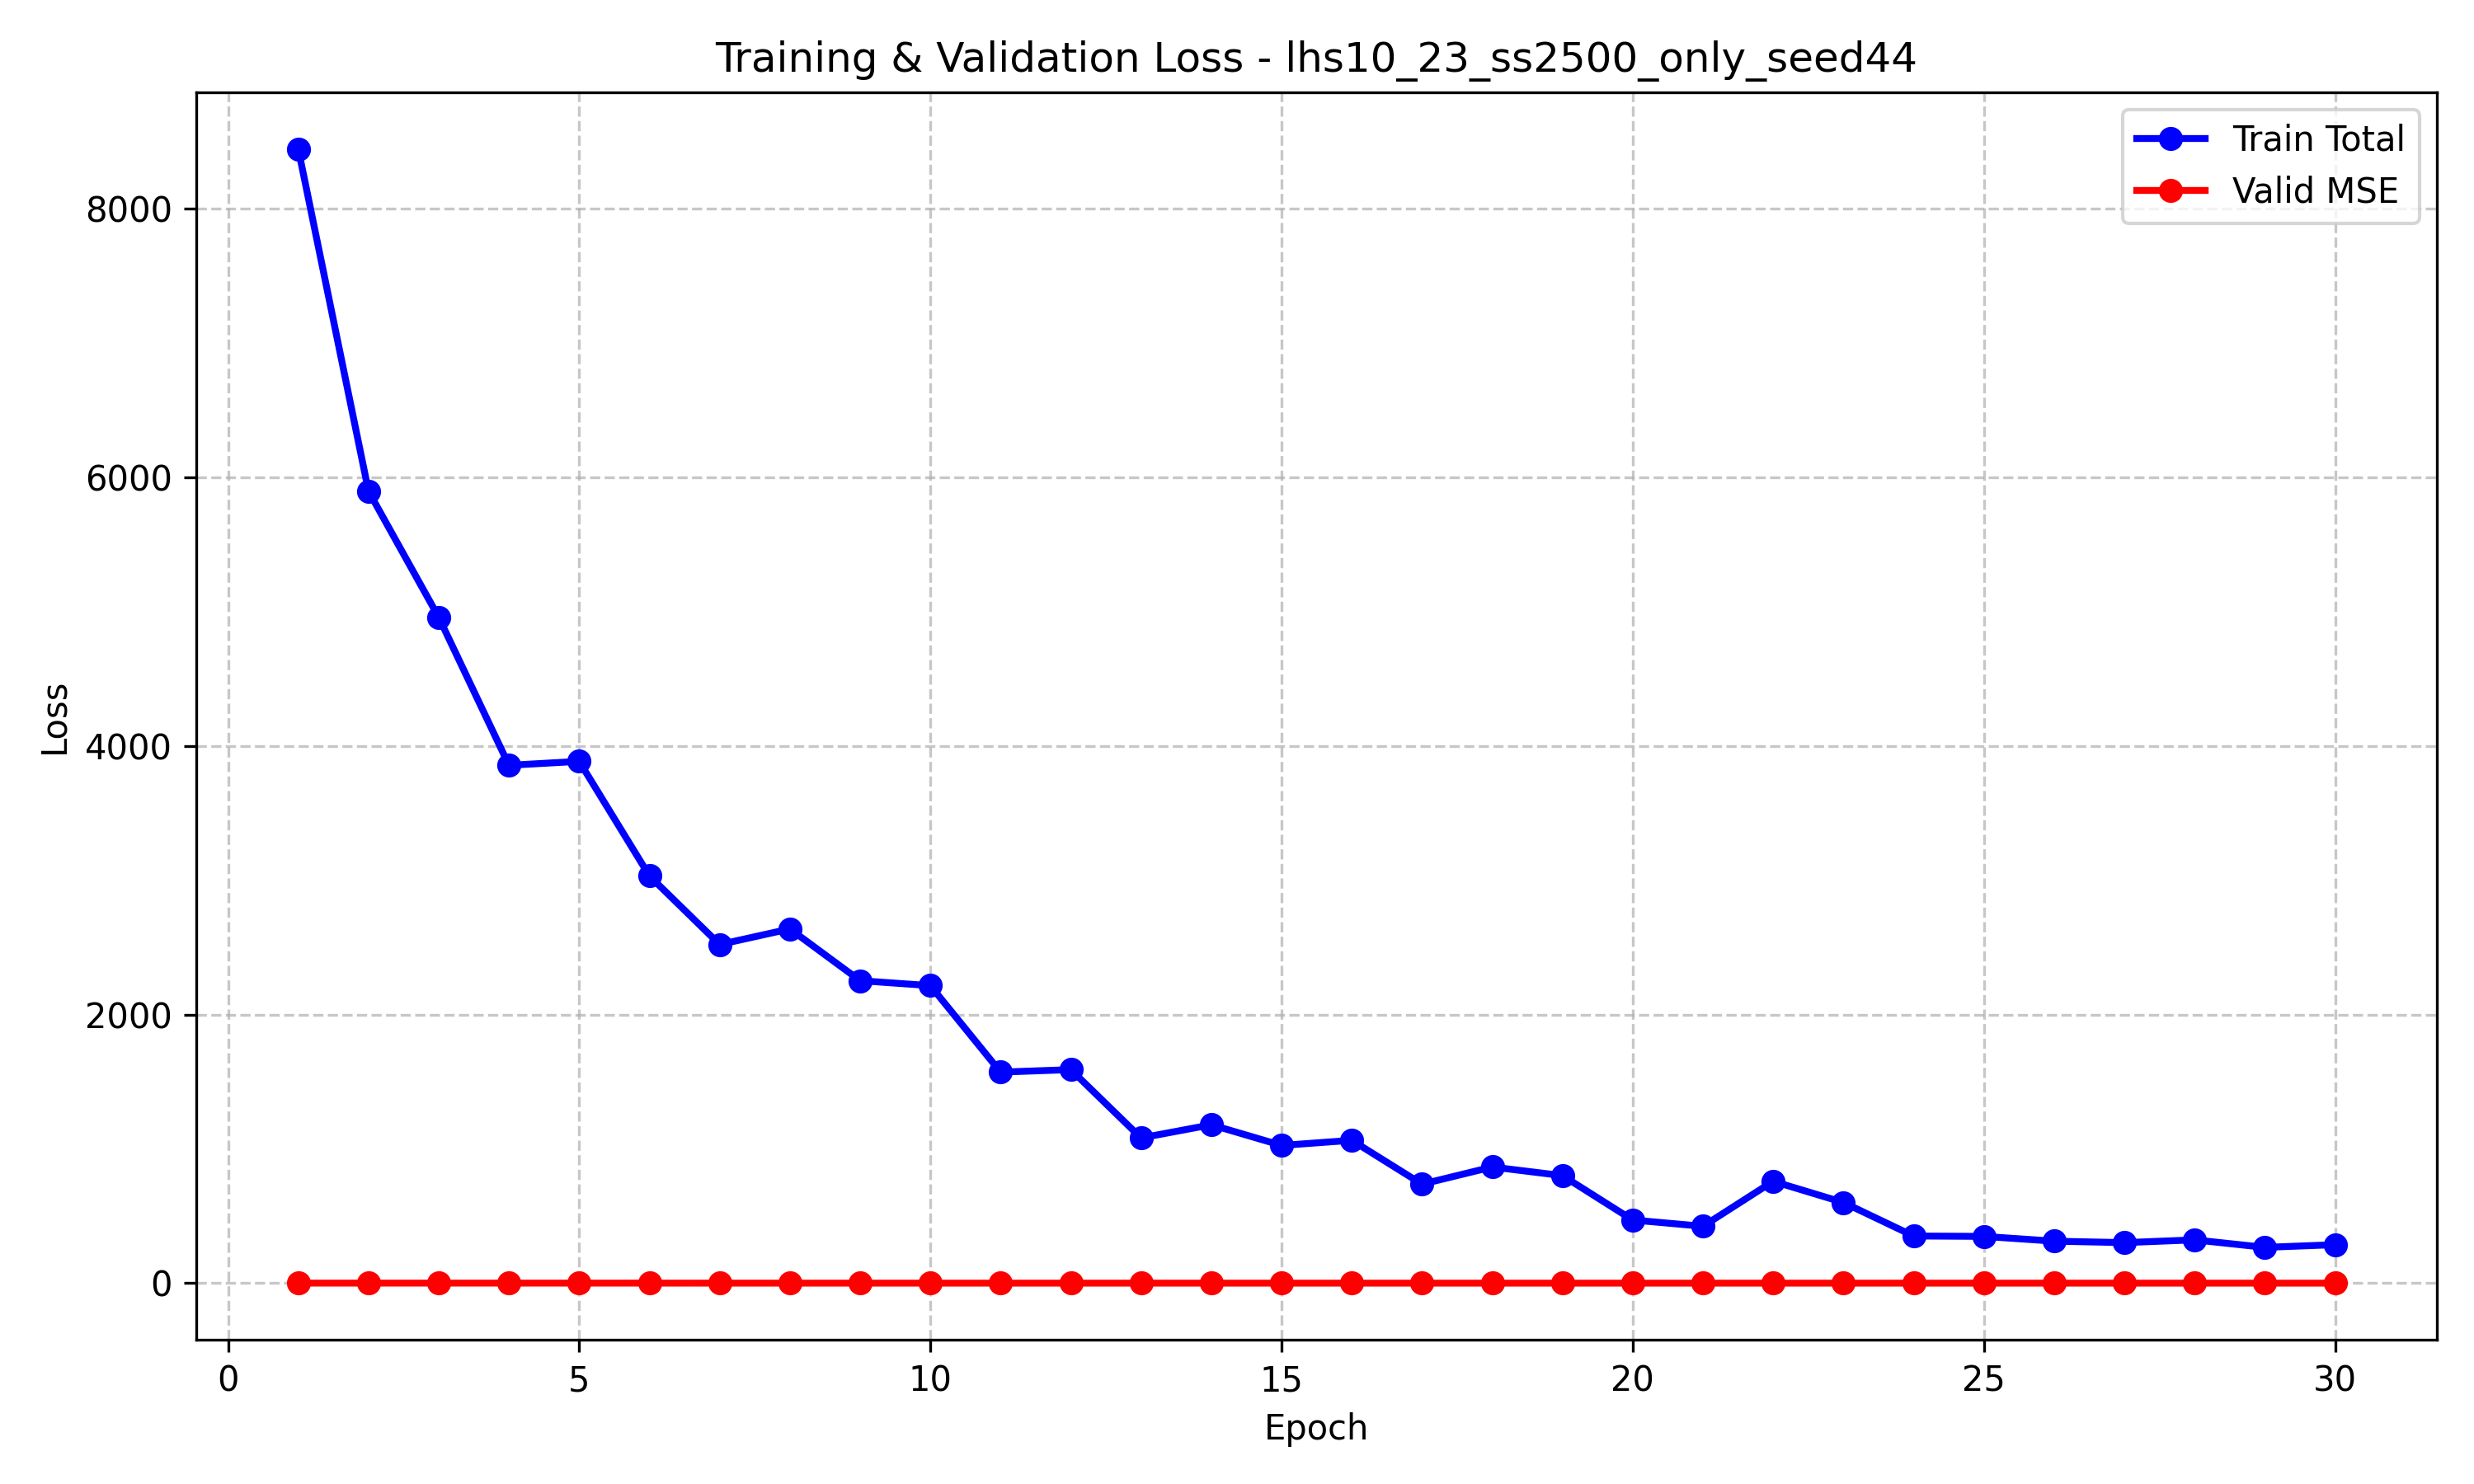 Training & Validation Loss - lhs10_23_ss2500_only_seed44
Train Total
Valid MSE
8000
6000
4000
2000
0
Loss
0 5 10 15 20 25 30
Epoch